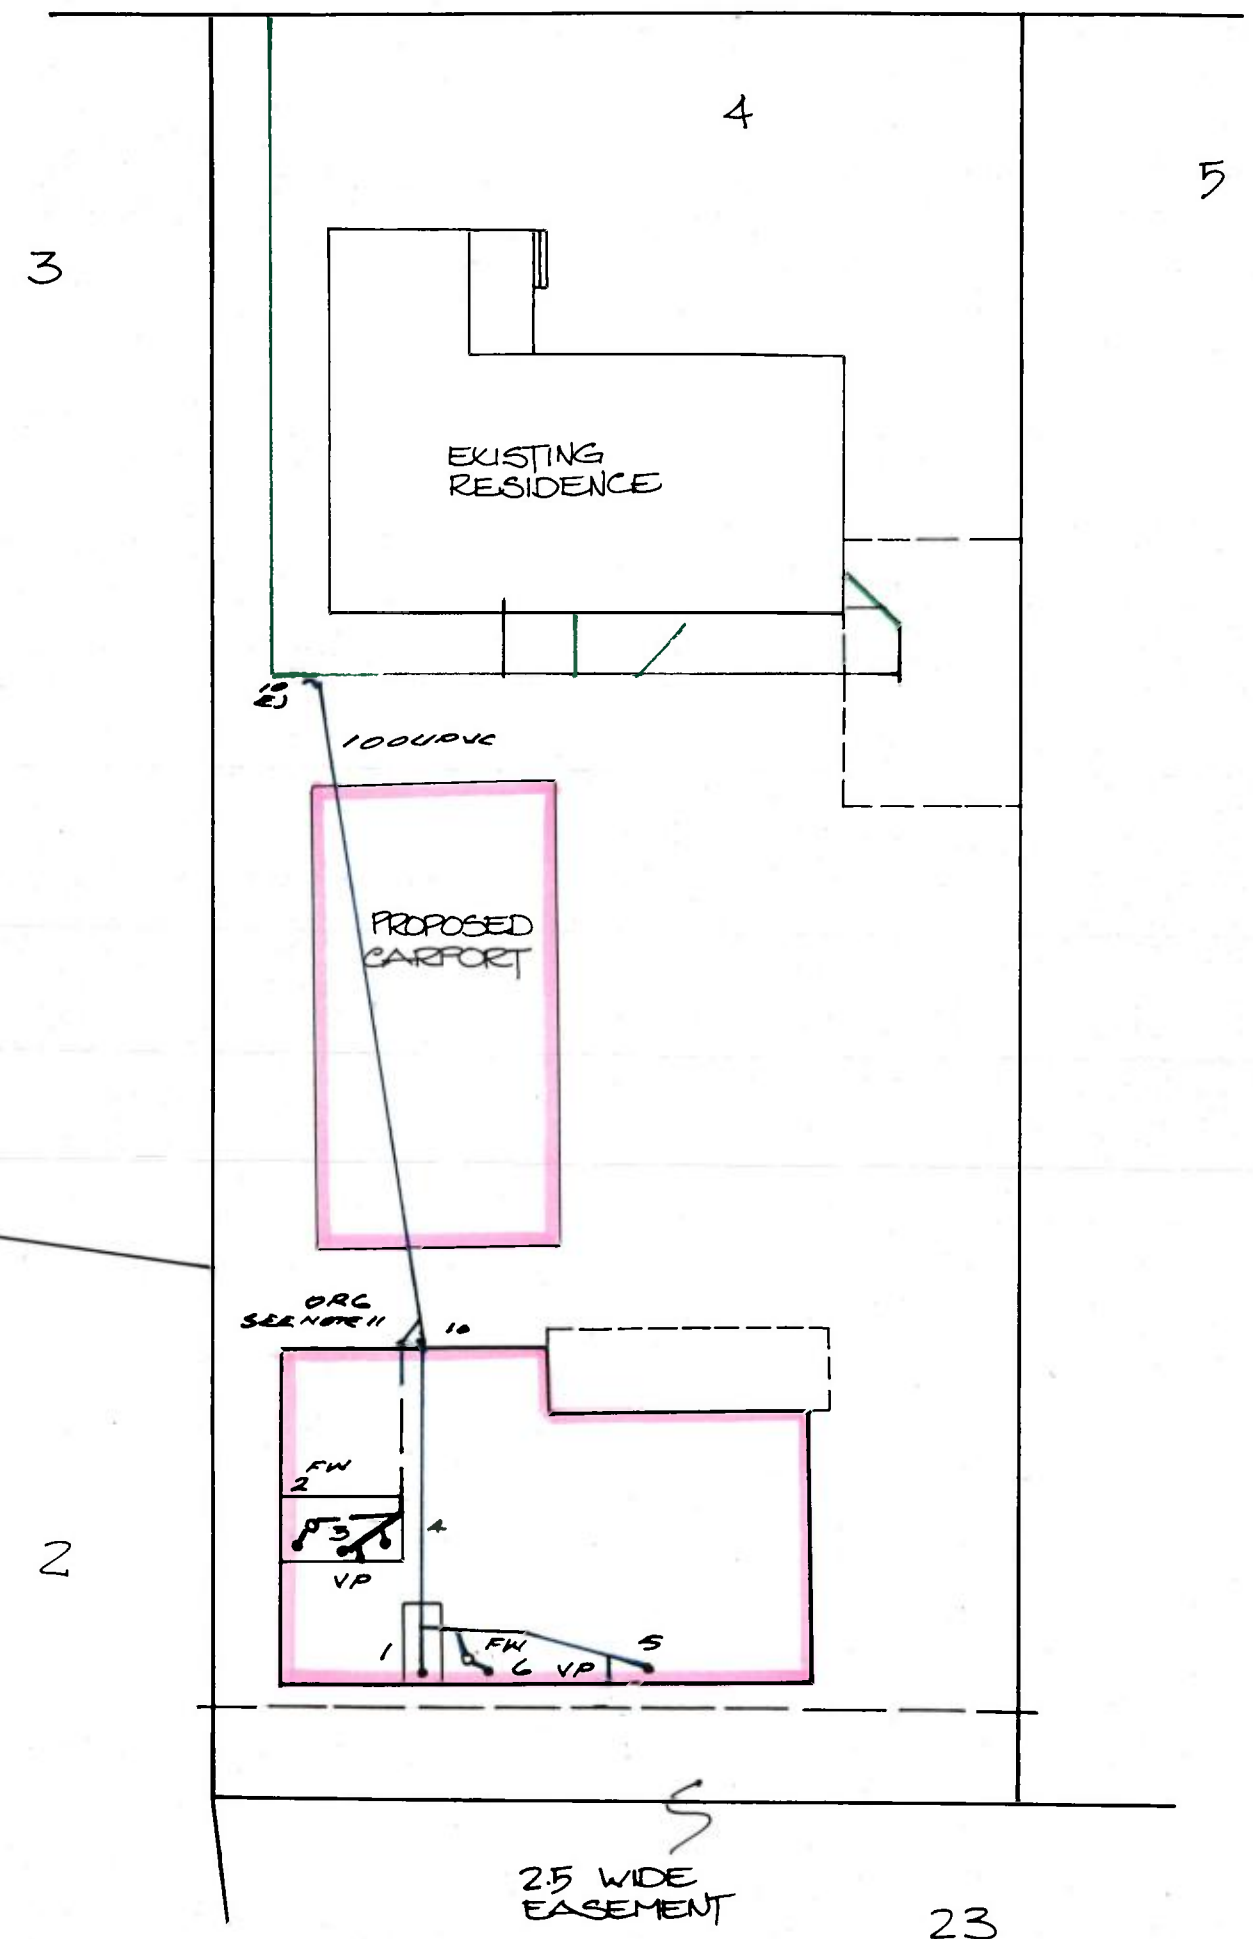 4
5
3
EXISTING
RESIDENCE
10
EJ
100UPVC
PROPOSED
CARPORT
ORG
SEE NOTE 11
10
FW
2
3
4
VP
2
1
FW
5
6
VP
2.5 WIDE
EASEMENT
23